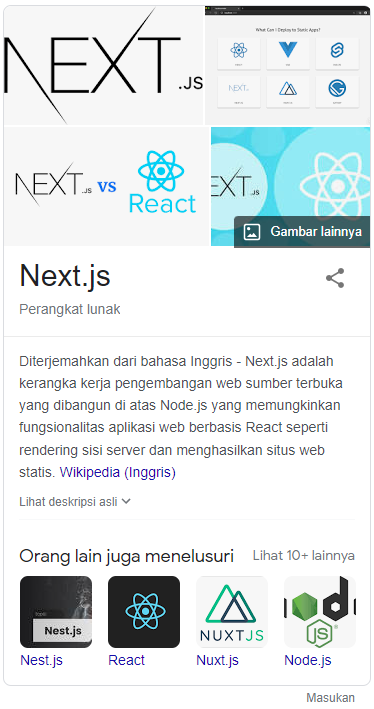 NEXT.JS
What Can I Deploy to Static Apps?
NEXT.JS vs React
NEXT.JS
Gambar lainnya
Next.js
Perangkat lunak
Diterjemahkan dari bahasa Inggris - Next.js adalah
kerangka kerja pengembangan web sumber terbuka
yang dibangun di atas Node.js yang memungkinkan
fungsionalitas aplikasi web berbasis React seperti
rendering sisi server dan menghasilkan situs web
statis. Wikipedia (Inggris)
Lihat deskripsi asli
Orang lain juga menelusuri
Lihat 10+ lainnya
Nest.js
NUXTJS
node
JS
Nest.js
React
Nuxt.js
Node.js
Masukan